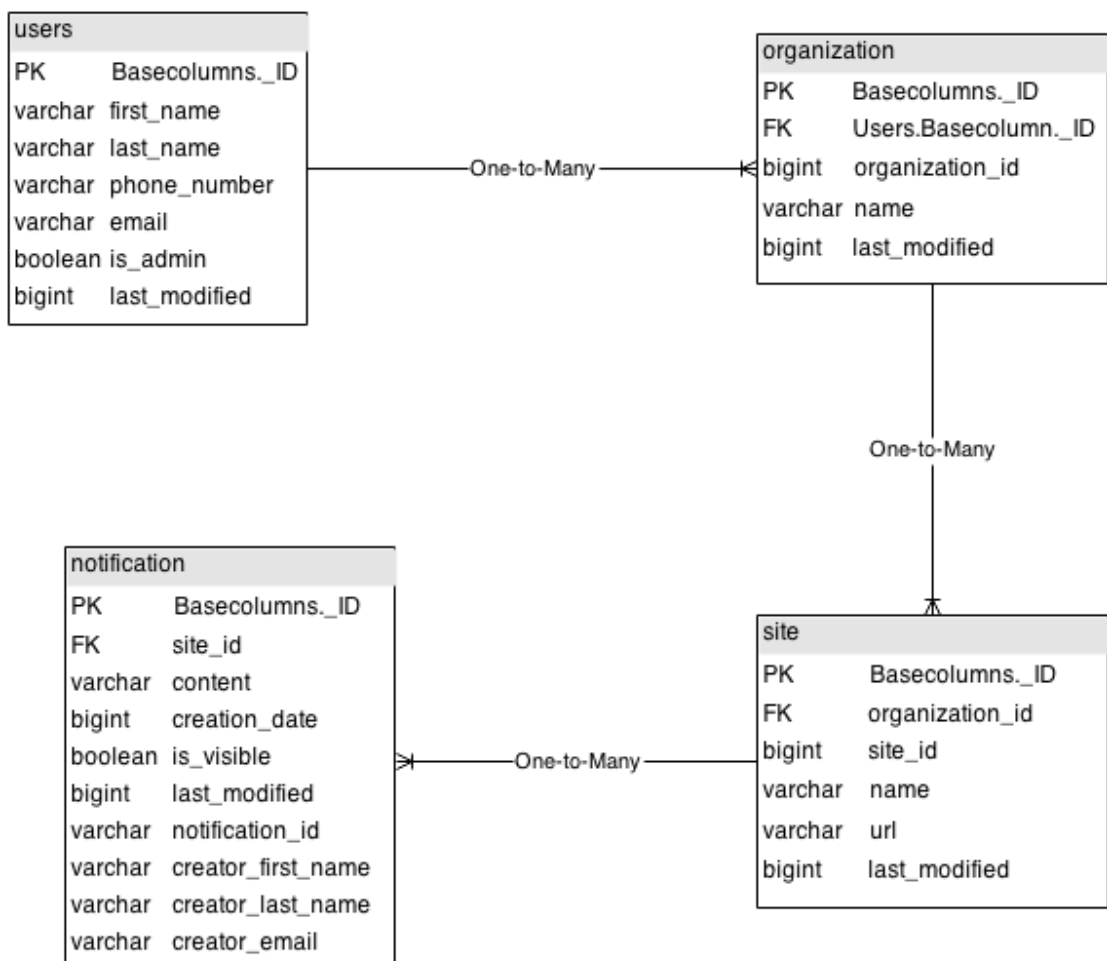 users
PK Basecolumns._ID
varchar first_name
varchar last_name
varchar phone_number
varchar email
boolean is_admin
bigint last_modified
One-to-Many
organization
PK Basecolumns._ID
FK Users.Basecolumn._ID
bigint organization_id
varchar name
bigint last_modified
One-to-Many
notification
PK Basecolumns._ID
FK site_id
varchar content
bigint creation_date
boolean is_visible
bigint last_modified
varchar notification_id
varchar creator_first_name
varchar creator_last_name
varchar creator_email
One-to-Many
site
PK Basecolumns._ID
FK organization_id
bigint site_id
varchar name
varchar url
bigint last_modified